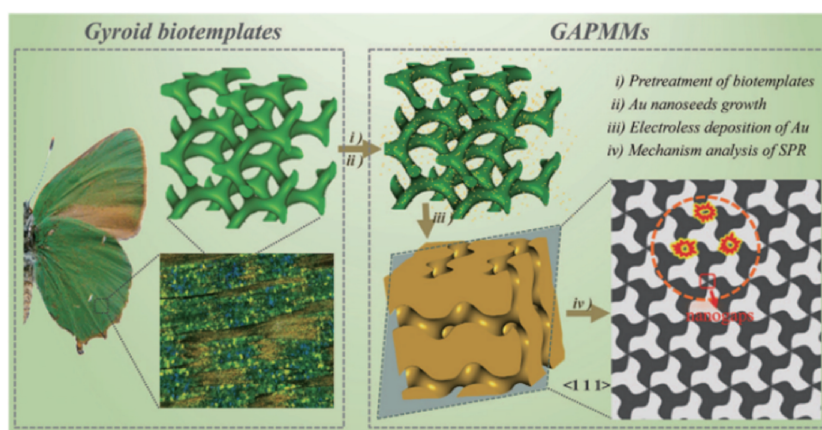 Gyroid biotemplates
GAPMMs
i) Pretreatment of biotemplates
ii) Au nanoseeds growth
iii) Electroless deposition of Au
iv) Mechanism analysis of SPR
i )
ii )
iii )
iv )
nanogaps
<1 1 1>